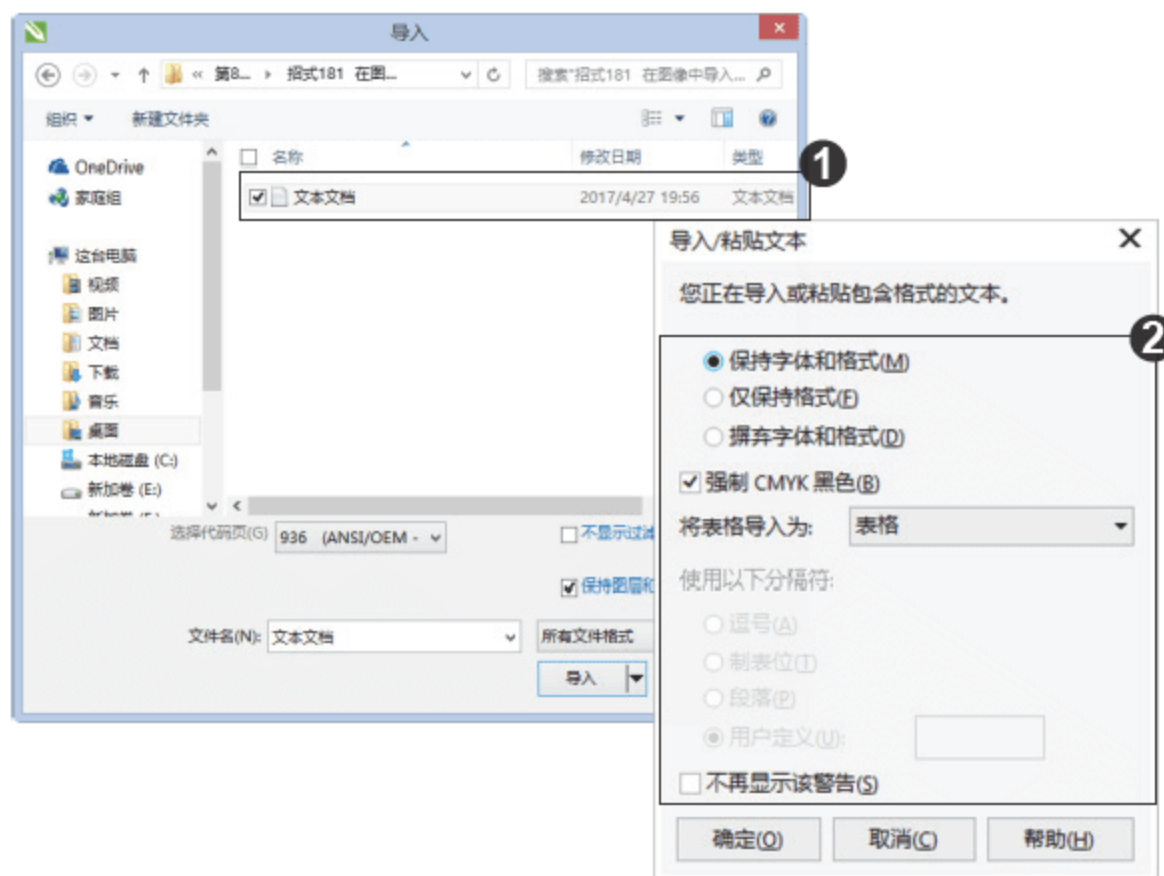 导入
« 第8... › 招式181 在图...
搜索"招式181 在图像中导入...
组织
新建文件夹
名称 修改日期 类型
文本文档 2017/4/27 19:56 文本文档
1
OneDrive
家庭组
这台电脑
视频
图片
文档
下载
音乐
桌面
本地磁盘 (C:)
新加卷 (E:)
选择代码页(G) 936 (ANSI/OEM -
不显示过滤
保持图层和
文件名(N): 文本文档
所有文件格式
导入
导入/粘贴文本
您正在导入或粘贴包含格式的文本。
2
保持字体和格式(M)
仅保持格式(F)
摒弃字体和格式(D)
强制 CMYK 黑色(B)
将表格导入为: 表格
使用以下分隔符:
逗号(A)
制表位(T)
段落(P)
用户定义(U):
不再显示该警告(S)
确定(O) 取消(C) 帮助(H)